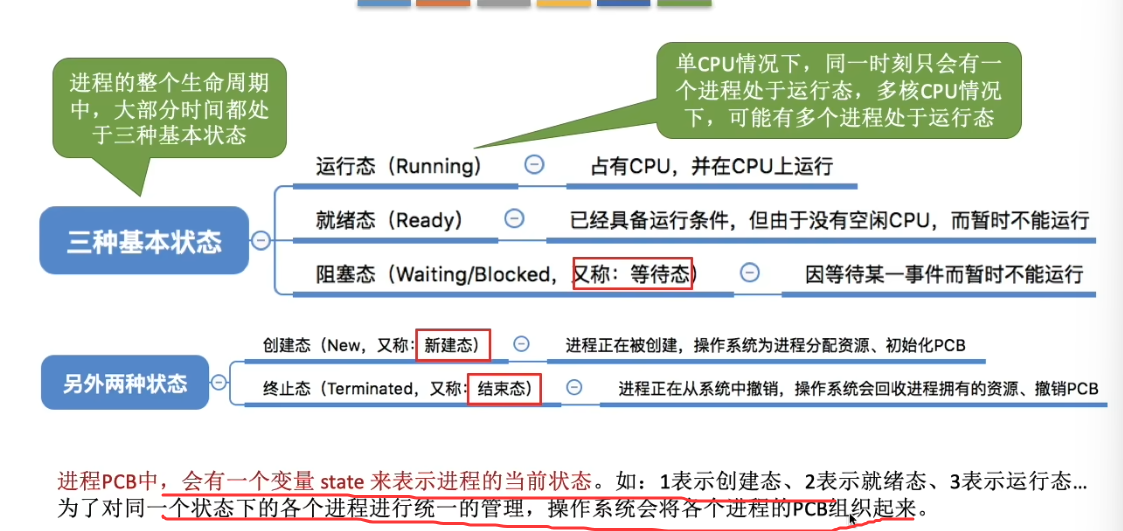 进程的整个生命周期
中，大部分时间都处
于三种基本状态
单CPU情况下，同一时刻只会有一
个进程处于运行态，多核CPU情况
下，可能有多个进程处于运行态
三种基本状态
运行态（Running）
占有CPU，并在CPU上运行
就绪态（Ready）
已经具备运行条件，但由于没有空闲CPU，而暂时不能运行
阻塞态（Waiting/Blocked，又称：等待态）
因等待某一事件而暂时不能运行
另外两种状态
创建态（New，又称：新建态）
进程正在被创建，操作系统为进程分配资源、初始化PCB
终止态（Terminated，又称：结束态）
进程正在从系统中撤销，操作系统会回收进程拥有的资源、撤销PCB
进程PCB中，会有一个变量 state 来表示进程的当前状态。如：1表示创建态、2表示就绪态、3表示运行态…
为了对同一个状态下的各个进程进行统一的管理，操作系统会将各个进程的PCB组织起来。